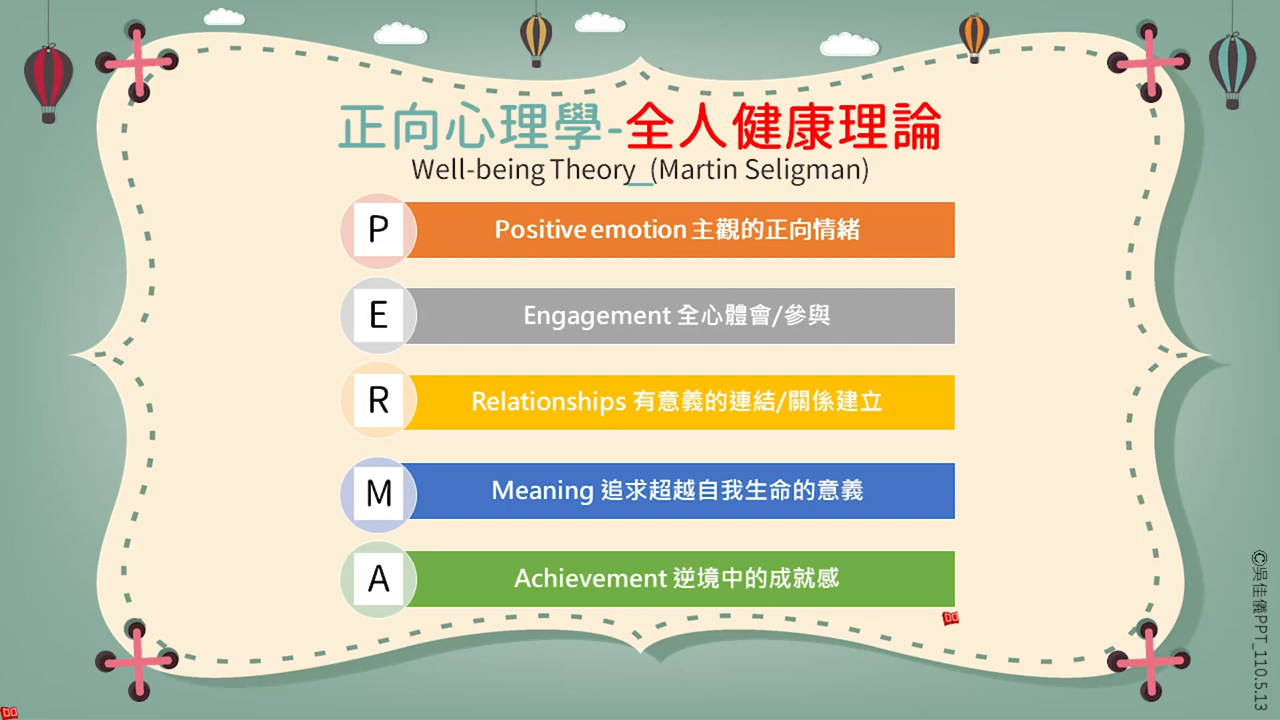 正向心理學-全人健康理論
Well-being Theory_(Martin Seligman)
P
Positive emotion 主觀的正向情緒
E
Engagement 全心體會/參與
R
Relationships 有意義的連結/關係建立
M
Meaning 追求超越自我生命的意義
A
Achievement 逆境中的成就感
©吳佳儀PPT_110.5.13